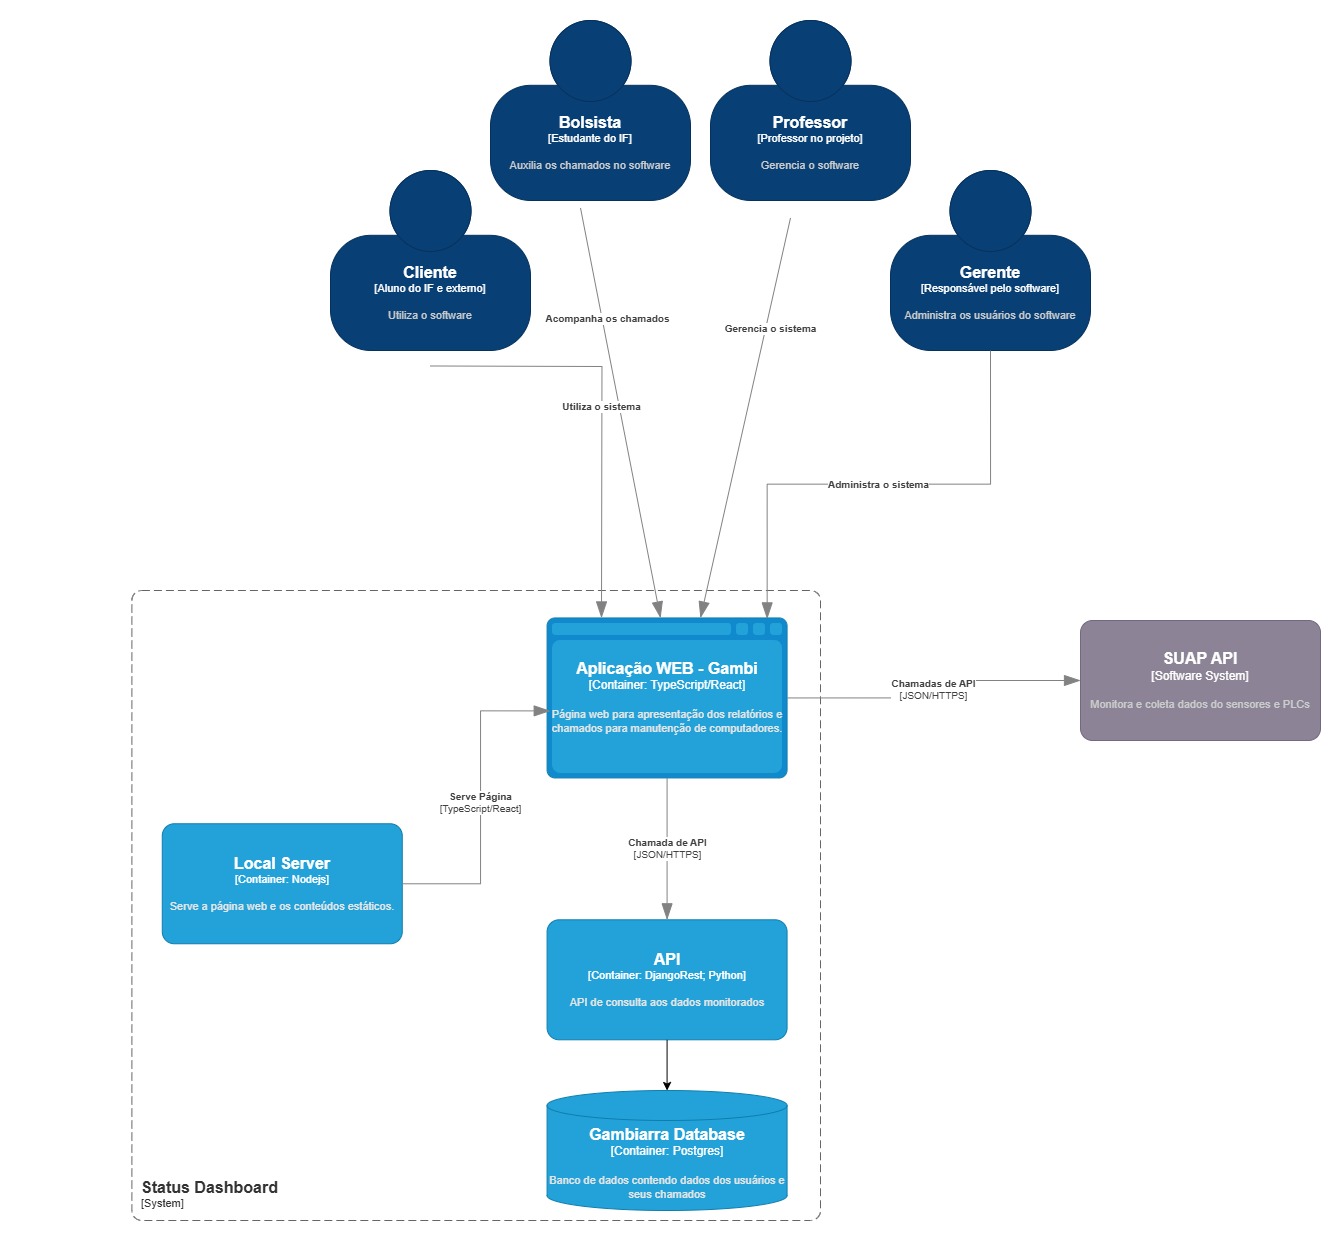 Bolsista
[Estudante do IF]
Auxilia os chamados no software
Professor
[Professor no projeto]
Gerencia o software
Cliente
[Aluno do IF e externo]
Utiliza o software
Gerente
[Responsável pelo software]
Administra os usuários do software
Acompanha os chamados
Gerencia o sistema
Utiliza o sistema
Administra o sistema
Aplicação WEB - Gambi
[Container: TypeScript/React]
Página web para apresentação dos relatórios e
chamados para manutenção de computadores.
Chamadas de API
[JSON/HTTPS]
SUAP API
[Software System]
Monitora e coleta dados do sensores e PLCs
Serve Página
[TypeScript/React]
Local Server
[Container: Nodejs]
Serve a página web e os conteúdos estáticos.
Chamada de API
[JSON/HTTPS]
API
[Container: DjangoRest; Python]
API de consulta aos dados monitorados
Gambiarra Database
[Container: Postgres]
Banco de dados contendo dados dos usuários e
seus chamados
Status Dashboard
[System]